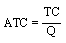 ATC = TC
Q